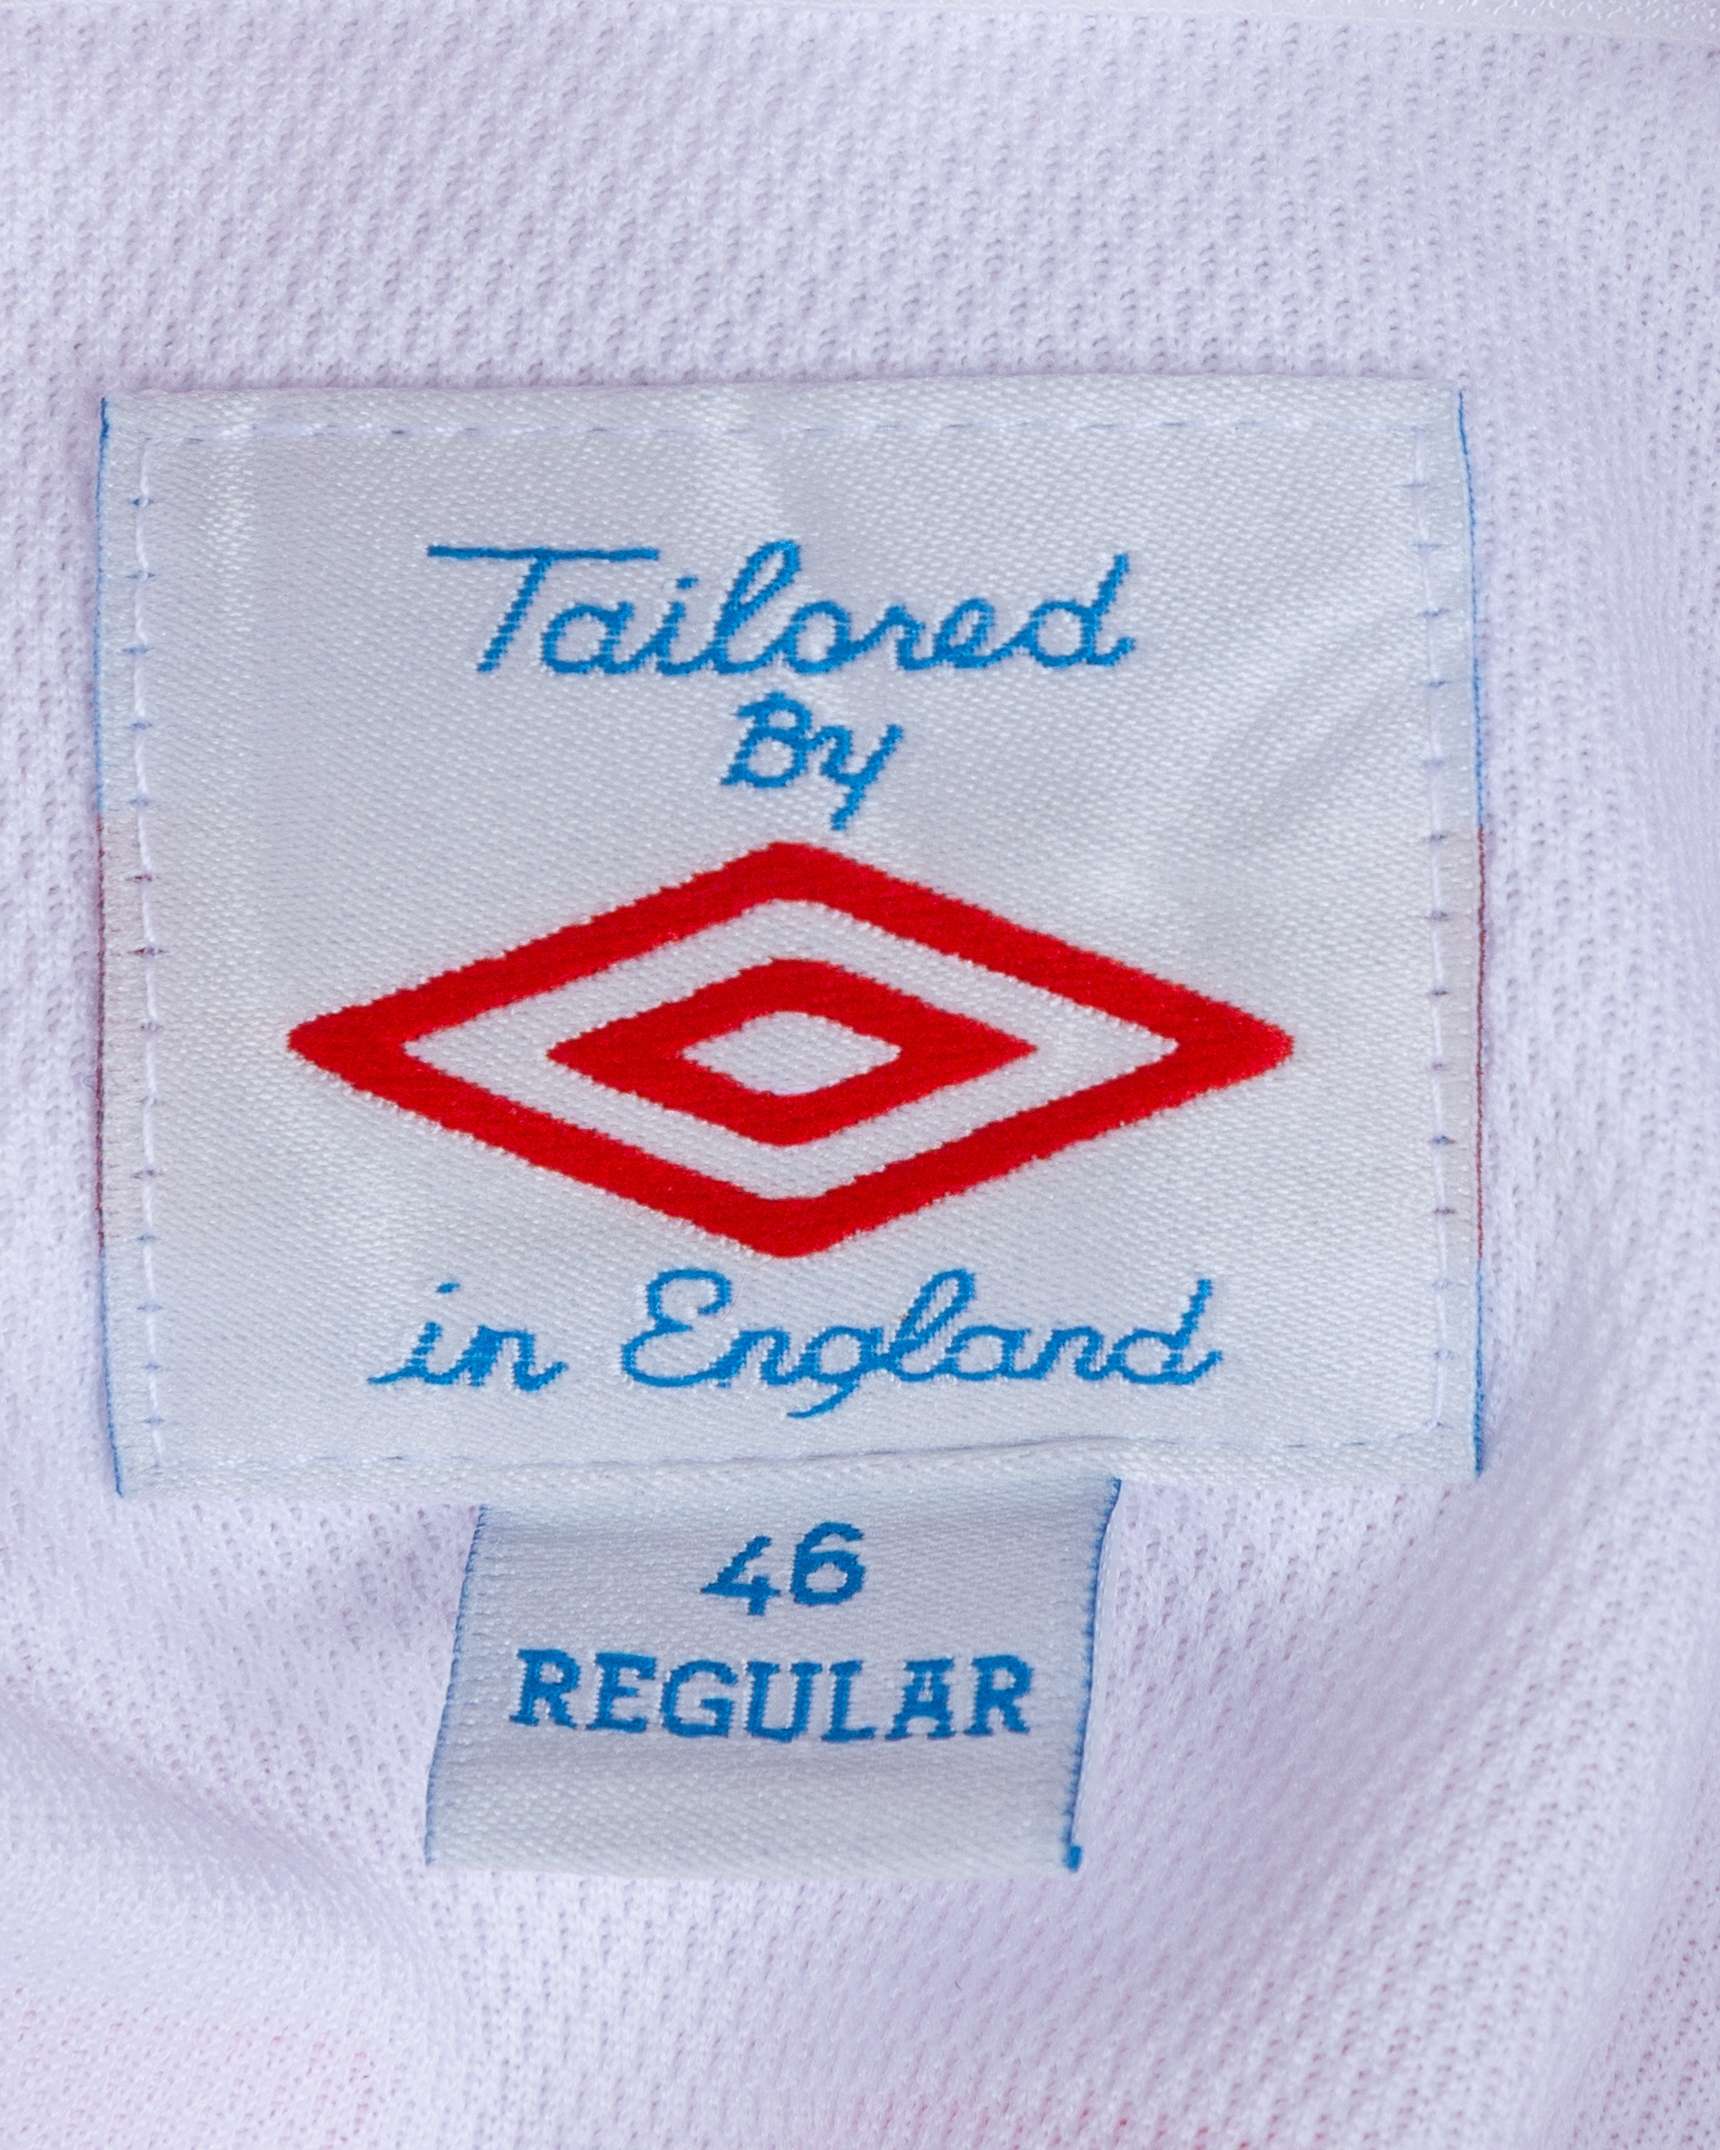 Tailored
By
in England
46
REGULAR